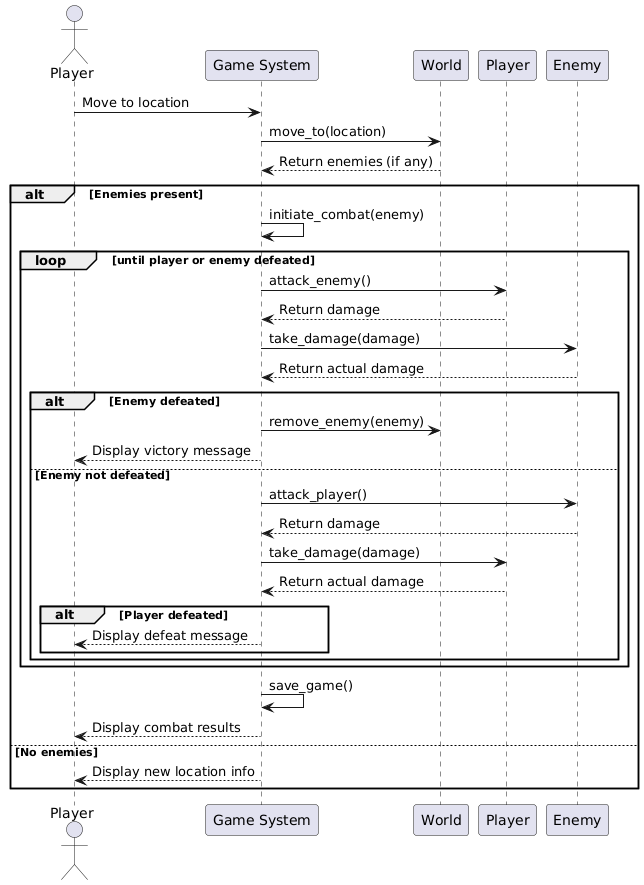 Player
Game System
World
Player
Enemy
Move to location
move_to(location)
Return enemies (if any)
alt [Enemies present]
initiate_combat(enemy)
loop [until player or enemy defeated]
attack_enemy()
Return damage
take_damage(damage)
Return actual damage
alt [Enemy defeated]
remove_enemy(enemy)
Display victory message
[Enemy not defeated]
attack_player()
Return damage
take_damage(damage)
Return actual damage
alt [Player defeated]
Display defeat message
save_game()
Display combat results
[No enemies]
Display new location info
Player
Game System
World
Player
Enemy